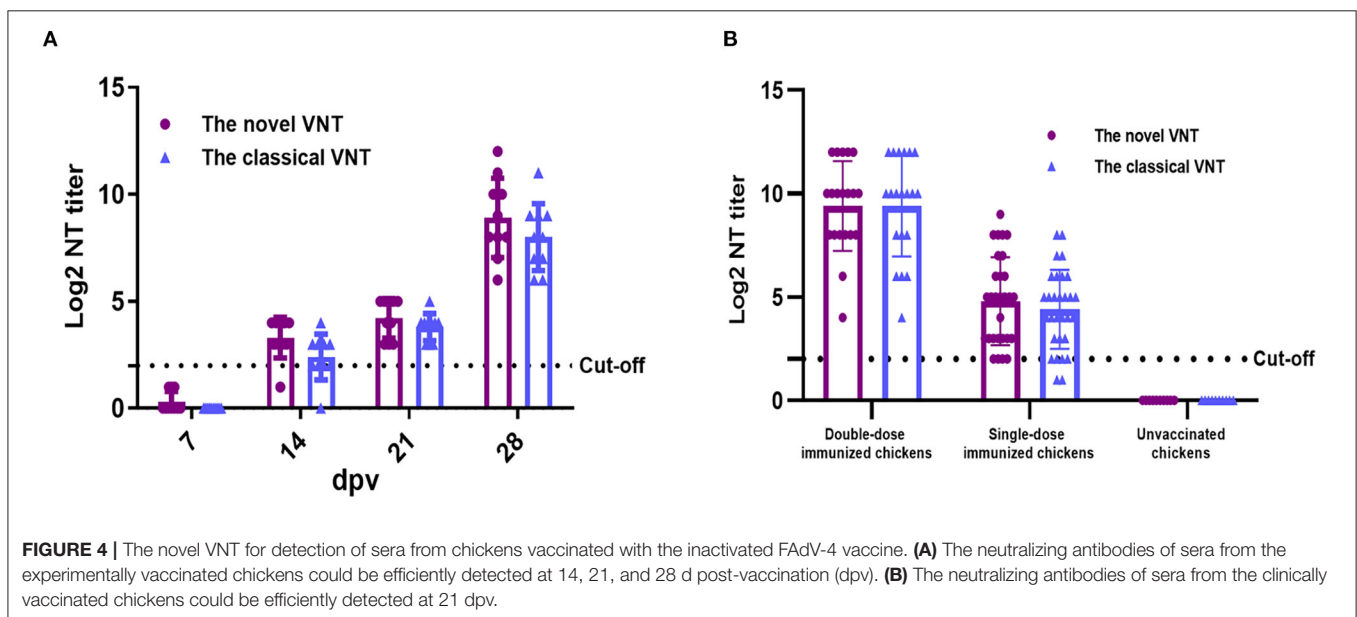 A
Log2 NT titer
15
10
5
0
The novel VNT
The classical VNT
Cut-off
7
14
21
28
dpv
B
Log2 NT titer
15
10
5
0
The novel VNT
The classical VNT
Cut-off
Double-dose
immunized chickens
Single-dose
immunized chickens
Unvaccinated
chickens
FIGURE 4 | The novel VNT for detection of sera from chickens vaccinated with the inactivated FAdV-4 vaccine. (A) The neutralizing antibodies of sera from the
experimentally vaccinated chickens could be efficiently detected at 14, 21, and 28 d post-vaccination (dpv). (B) The neutralizing antibodies of sera from the clinically
vaccinated chickens could be efficiently detected at 21 dpv.